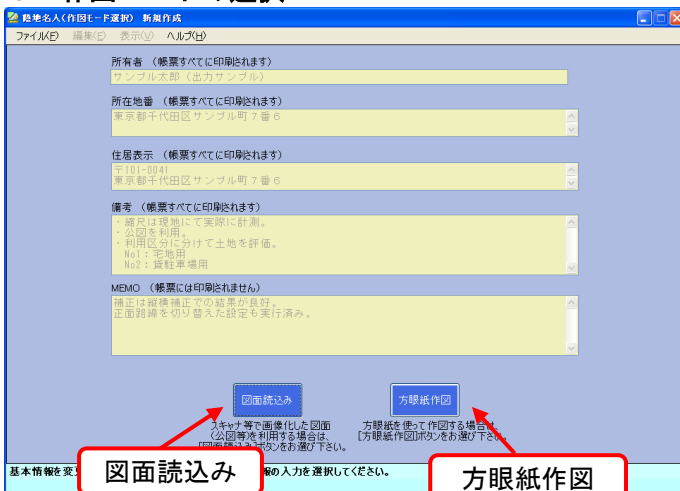 陰地名人(作図モード選択) 新規作成
ファイル(F) 編集(E) 表示(V) ヘルプ(H)
所有者 (帳票すべてに印刷されます)
サンプル太郎（出力サンプル）
所在地番 (帳票すべてに印刷されます)
東京都千代田区サンプル町７番６
住居表示 (帳票すべてに印刷されます)
〒101-0041
東京都千代田区サンプル町７番６
備考 (帳票すべてに印刷されます)
・縮尺は現地にて実際に計測。
・公図を利用。
・利用区分に分けて土地を評価。
No1：宅地用
No2：貸駐車場用
MEMO (帳票には印刷されません)
補正は縦横補正での結果が良好。
正面路線を切り替えた設定も実行済み。
図面読込み 方眼紙作図
スキャナ等で画像化した図面 方眼紙を使って作図する場合は、
(公図等)を利用する場合は、 [方眼紙作図]ボタンをお選び下さい。
[図面読込み]ボタンをお選び下さい。
基本情報を変 報の入力を選択してください。
図面読込み 方眼紙作図